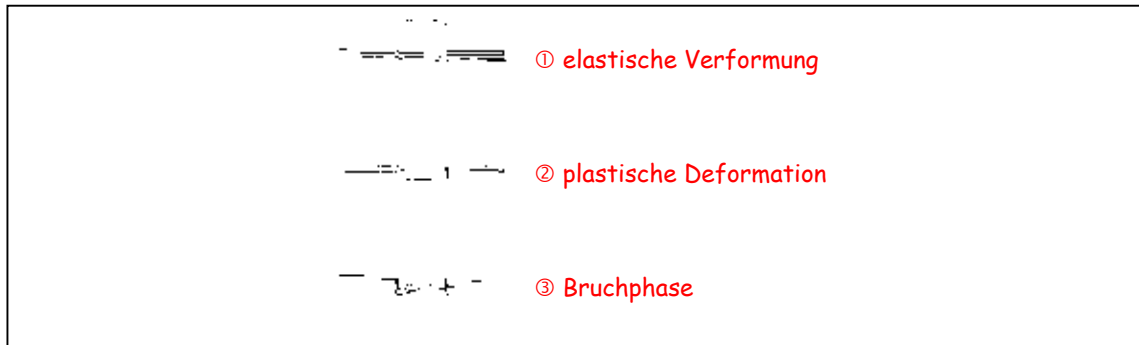 ① elastische Verformung
② plastische Deformation
③ Bruchphase